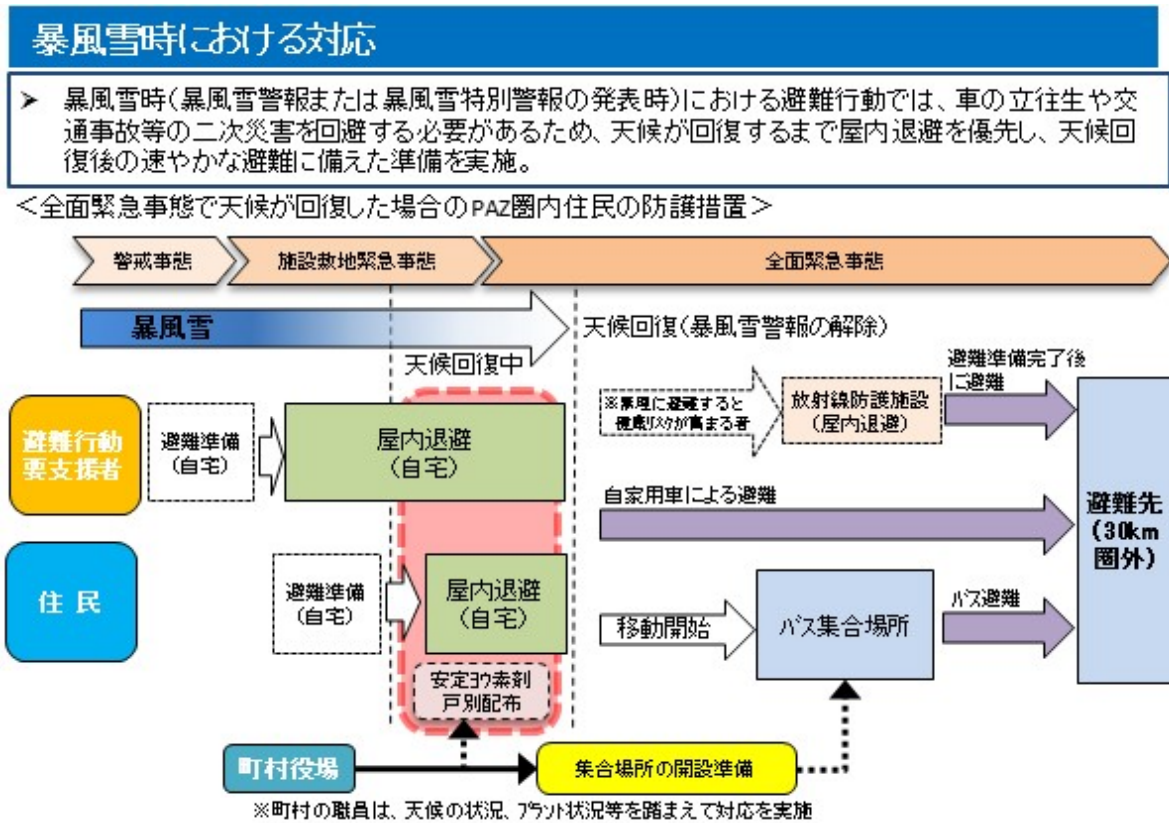 暴風雪時における対応
➤ 暴風雪時(暴風雪警報または暴風雪特別警報の発表時)における避難行動では、車の立往生や交
通事故等の二次災害を回避する必要があるため、天候が回復するまで屋内退避を優先し、天候回
復後の速やかな避難に備えた準備を実施。
＜全面緊急事態で天候が回復した場合のPAZ圏内住民の防護措置＞
警戒事態
施設敷地緊急事態
全面緊急事態
暴風雪
天候回復(暴風雪警報の解除)
天候回復中
避難行動
要支援者
避難準備
(自宅)
屋内退避
(自宅)
※無理に避難すると
健康リスクが高まる者
放射線防護施設
(屋内退避)
避難準備完了後
に避難
自家用車による避難
避難先
(30km
圏外)
住民
避難準備
(自宅)
屋内退避
(自宅)
移動開始
バス集合場所
バス避難
安定ヨウ素剤
戸別配布
町村役場
集合場所の開設準備
※町村の職員は、天候の状況、プラント状況等を踏まえて対応を実施